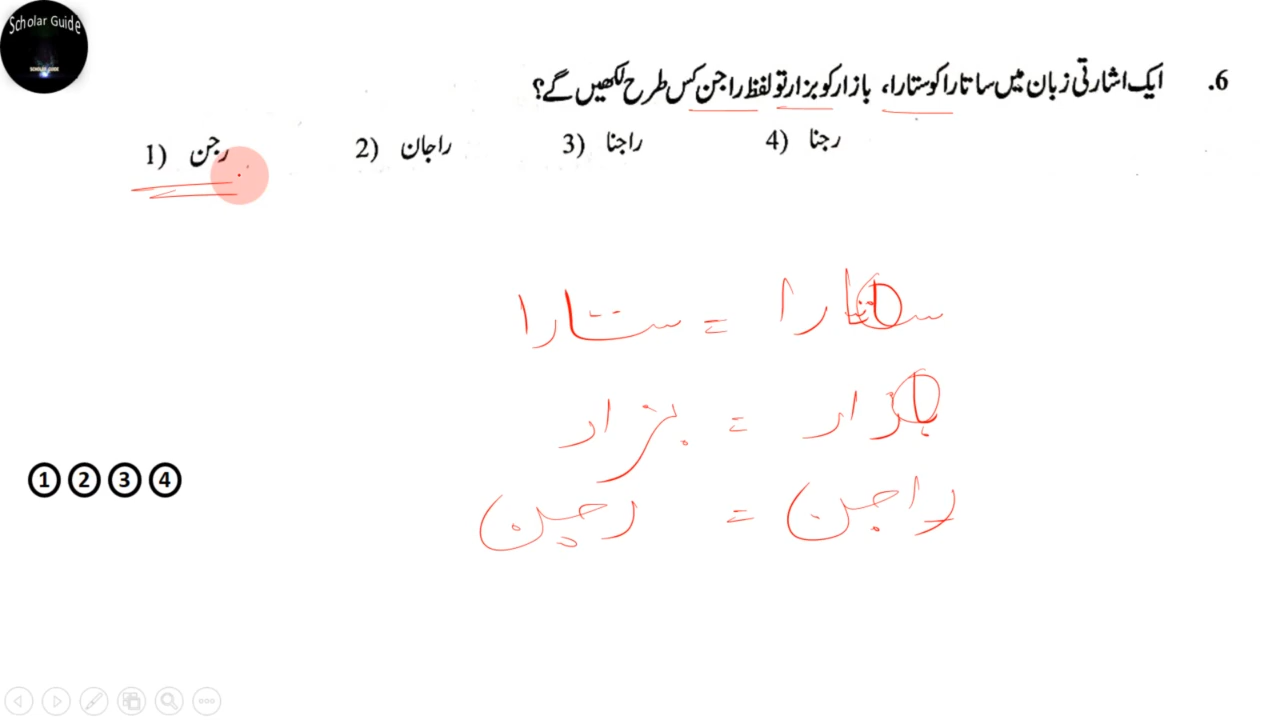 Scholar Guide
SCHOLAR GUIDE
6. ایک اشارتی زبان میں ساتارا کو ستارا، بازار کو بزار تو لفظ راجن کس طرح لکھیں گے؟
1) رجن 2) راجان 3) راجنا 4) رجنا
ساتارا = ستارا
بازار = بزار
راجن = رجن
1 2 3 4